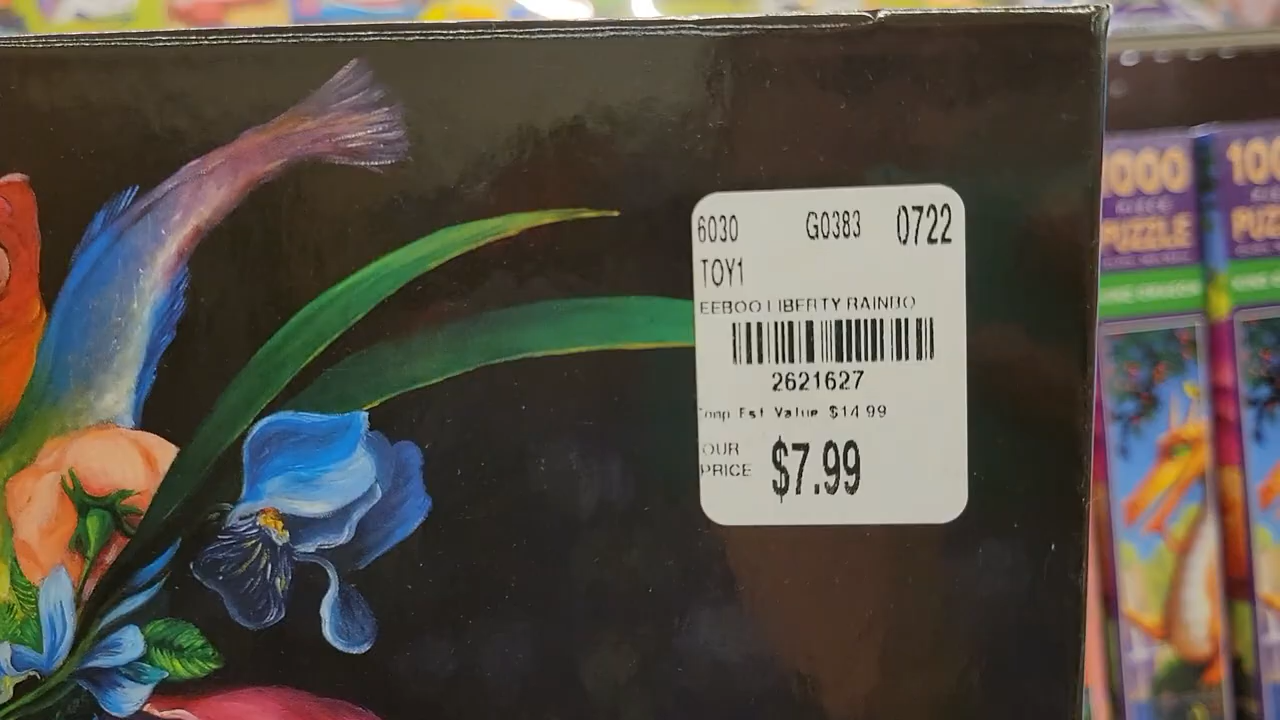 6030 G0383 0722
TOY1
EEBOO LIBERTY RAINBO
2621627
Comp Est Value $14.99
OUR
PRICE $7.99
1000
PUZZLE
100
PUZ